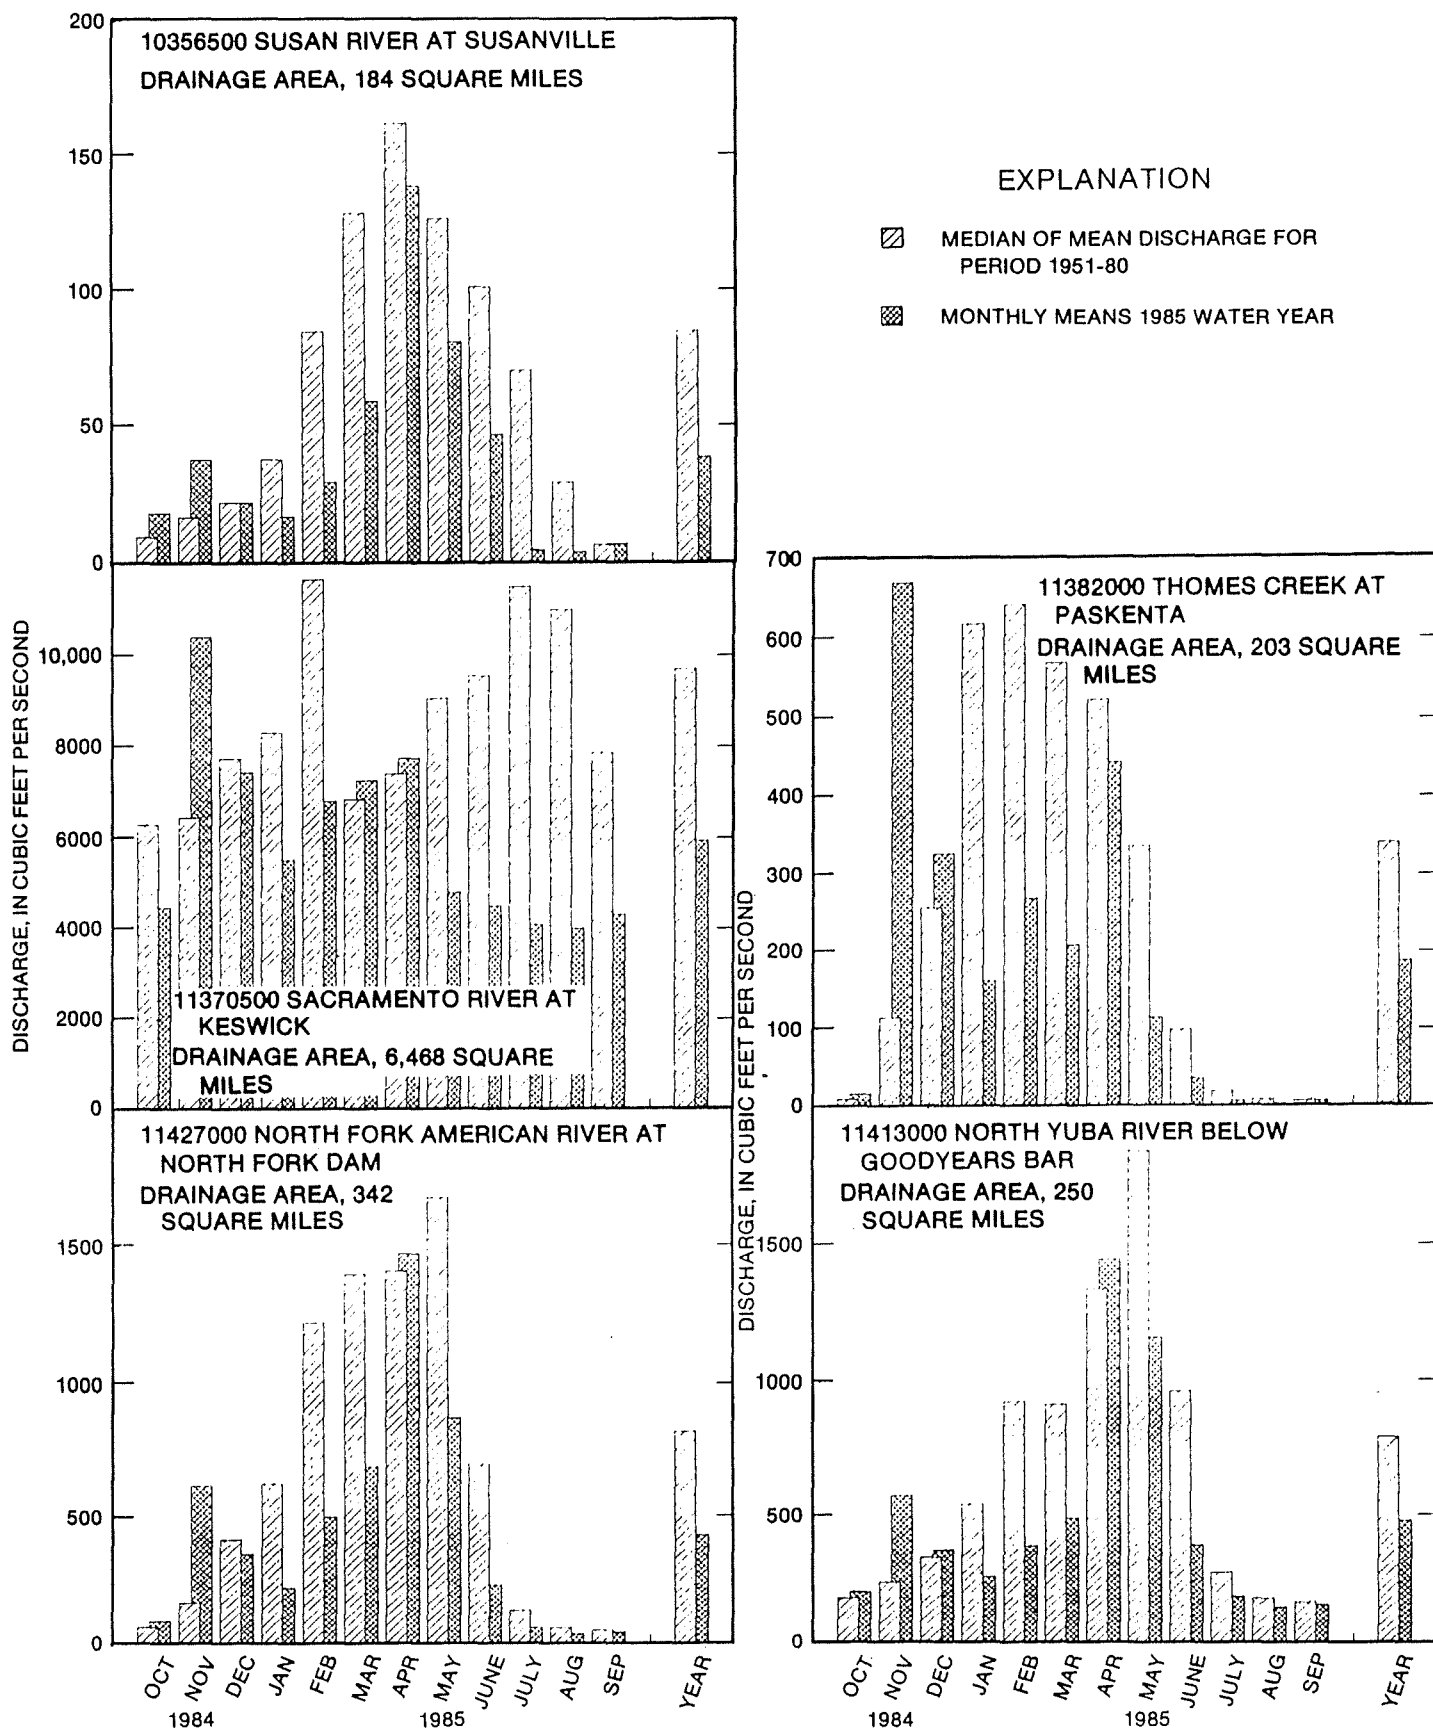 200
10356500 SUSAN RIVER AT SUSANVILLE
DRAINAGE AREA, 184 SQUARE MILES
150
100
50
0
EXPLANATION
MEDIAN OF MEAN DISCHARGE FOR
PERIOD 1951-80
MONTHLY MEANS 1985 WATER YEAR
DISCHARGE, IN CUBIC FEET PER SECOND
10,000
8000
6000
4000
2000
0
11370500 SACRAMENTO RIVER AT
KESWICK
DRAINAGE AREA, 6,468 SQUARE
MILES
DISCHARGE, IN CUBIC FEET PER SECOND
700
600
500
400
300
200
100
0
11382000 THOMES CREEK AT
PASKENTA
DRAINAGE AREA, 203 SQUARE
MILES
11427000 NORTH FORK AMERICAN RIVER AT
NORTH FORK DAM
DRAINAGE AREA, 342
SQUARE MILES
1500
1000
500
0
OCT NOV DEC JAN FEB MAR APR MAY JUNE JULY AUG SEP YEAR
1984 1985
11413000 NORTH YUBA RIVER BELOW
GOODYEARS BAR
DRAINAGE AREA, 250
SQUARE MILES
1500
1000
500
0
OCT NOV DEC JAN FEB MAR APR MAY JUNE JULY AUG SEP YEAR
1984 1985